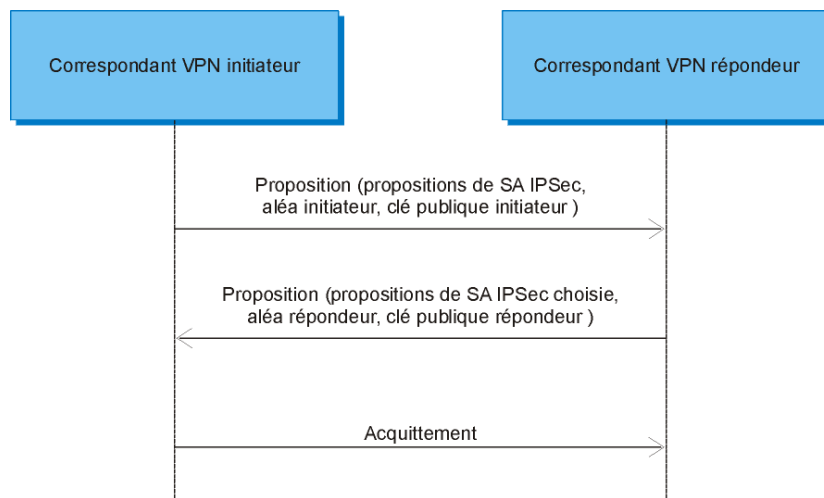 Correspondant VPN initiateur
Correspondant VPN répondeur
Proposition (propositions de SA IPSec,
aléa initiateur, clé publique initiateur )
Proposition (propositions de SA IPSec choisie,
aléa répondeur, clé publique répondeur )
Acquittement